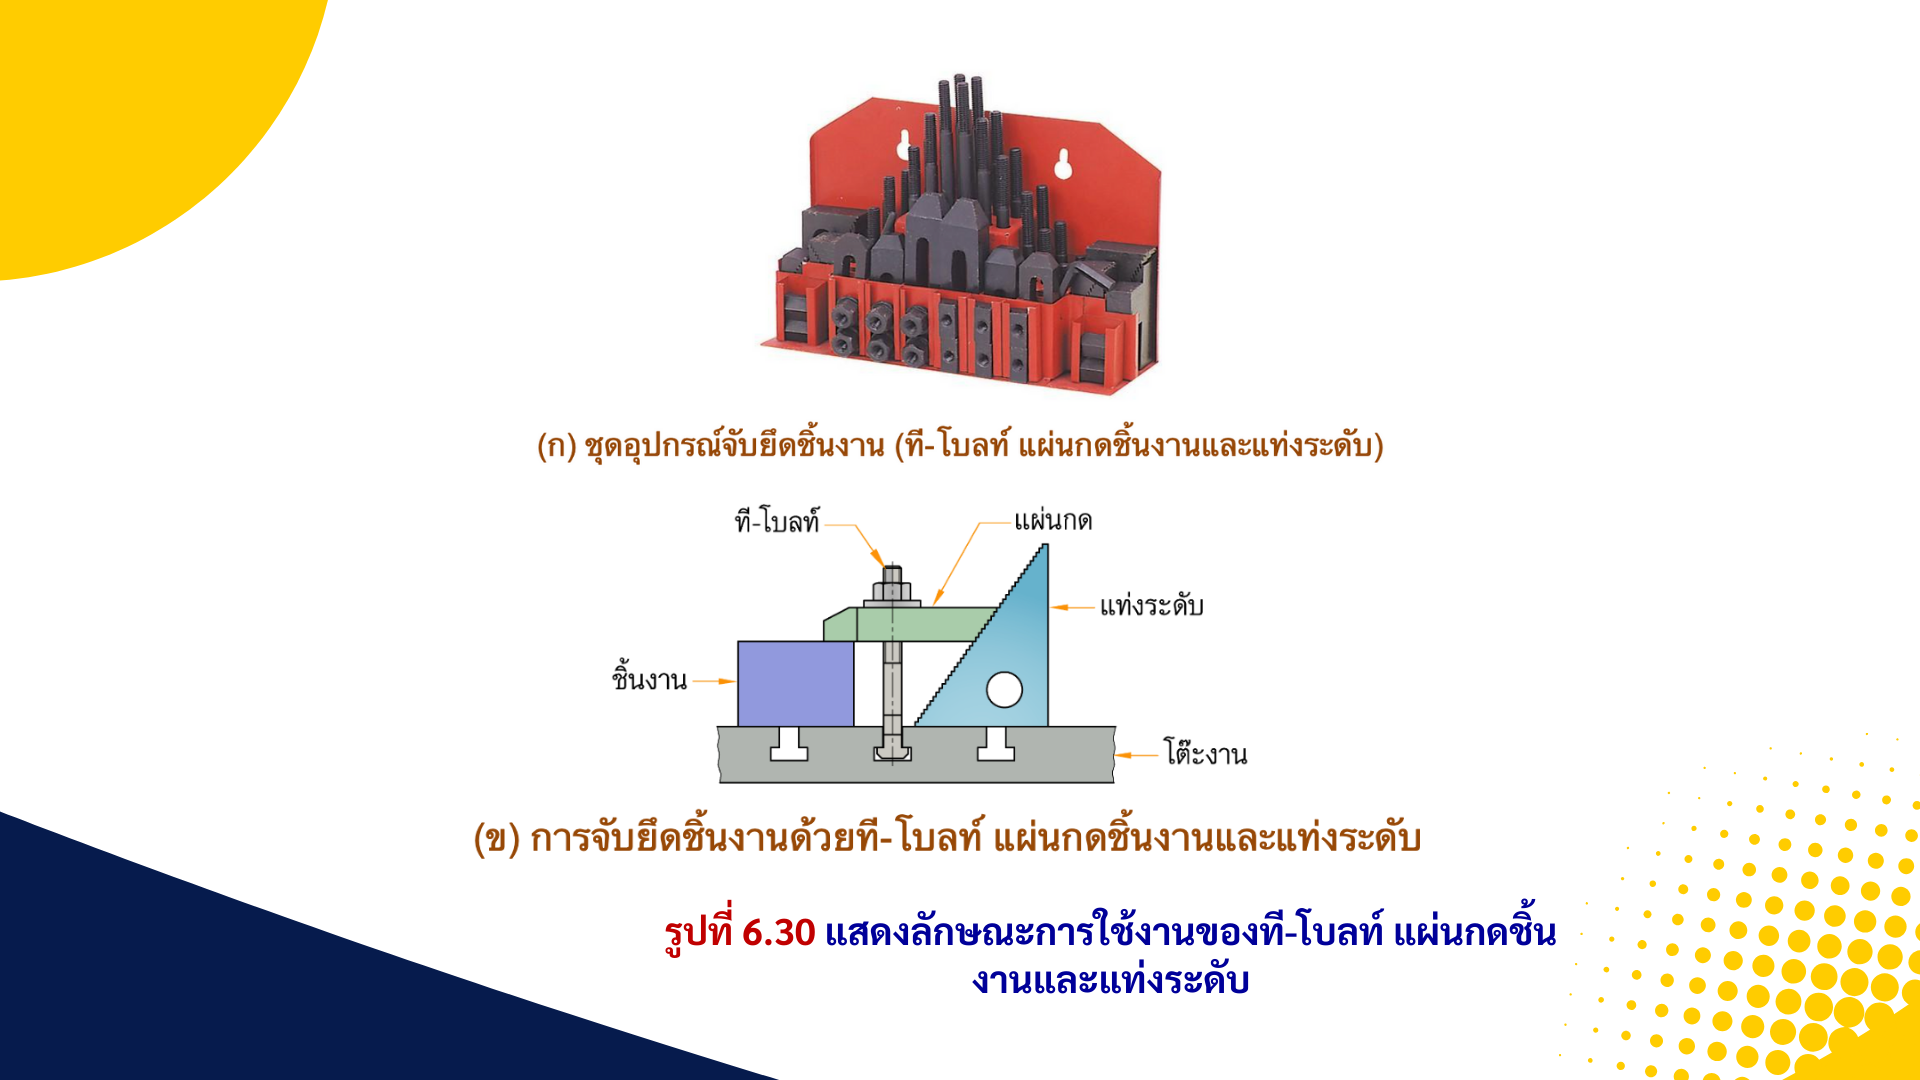 (ก) ชุดอุปกรณ์จับยึดชิ้นงาน (ที-โบลท์ แผ่นกดชิ้นงานและแท่งระดับ)
ที-โบลท์
แผ่นกด
แท่งระดับ
ชิ้นงาน
โต๊ะงาน
(ข) การจับยึดชิ้นงานด้วยที-โบลท์ แผ่นกดชิ้นงานและแท่งระดับ
รูปที่ 6.30 แสดงลักษณะการใช้งานของที-โบลท์ แผ่นกดชิ้น
งานและแท่งระดับ